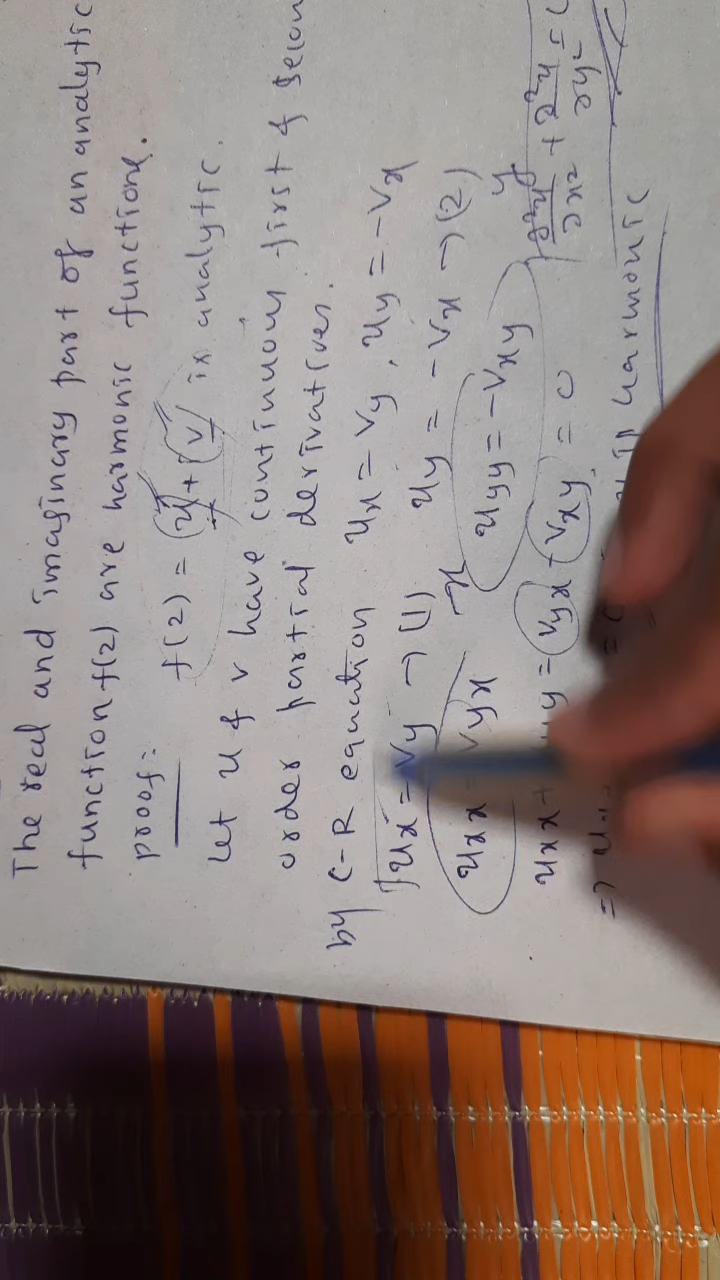 The real and imaginary part of an analytic
function f(z) are harmonic functions.
proof:- f(z) = (u + iv) is analytic.
Let u & v have continuous first & secon
order partial derivatives.
by C-R equation ux = vy, uy = -vx
ux = vy → (1) uy = -vx → (2)
uxx = vyx uyy = -vxy
∂²u/∂x² + ∂²u/∂y² =
uxx + uyy = vyx - vxy = 0
⇒ is harmonic